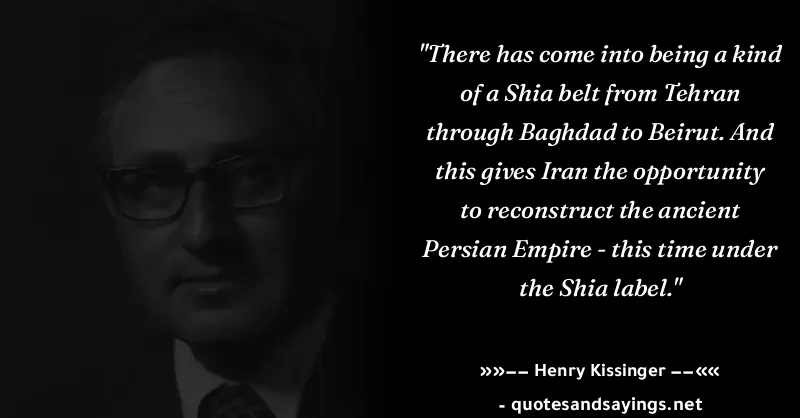 "There has come into being a kind
of a Shia belt from Tehran
through Baghdad to Beirut. And
this gives Iran the opportunity
to reconstruct the ancient
Persian Empire - this time under
the Shia label."
»»−− Henry Kissinger −−««
- quotesandsayings.net